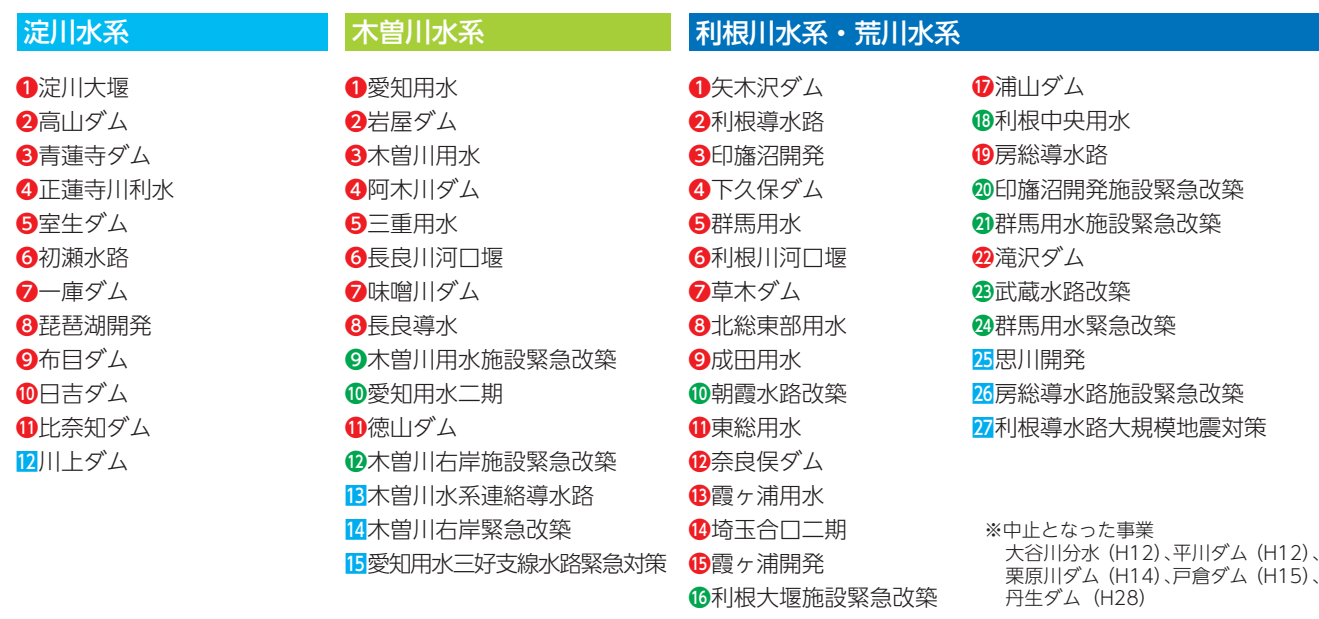 淀川水系
❶淀川大堰
❷高山ダム
❸青蓮寺ダム
❹正蓮寺川利水
❺室生ダム
❻初瀬水路
❼一庫ダム
❽琵琶湖開発
❾布目ダム
❿日吉ダム
⓫比奈知ダム
12川上ダム
木曽川水系
❶愛知用水
❷岩屋ダム
❸木曽川用水
❹阿木川ダム
❺三重用水
❻長良川河口堰
❼味噌川ダム
❽長良導水
❾木曽川用水施設緊急改築
❿愛知用水二期
⓫徳山ダム
⓬木曽川右岸施設緊急改築
13木曽川水系連絡導水路
14木曽川右岸緊急改築
15愛知用水三好支線水路緊急対策
利根川水系・荒川水系
❶矢木沢ダム
❷利根導水路
❸印旛沼開発
❹下久保ダム
❺群馬用水
❻利根川河口堰
❼草木ダム
❽北総東部用水
❾成田用水
❿朝霞水路改築
⓫東総用水
⓬奈良俣ダム
⓭霞ヶ浦用水
⓮埼玉合口二期
⓯霞ヶ浦開発
⓰利根大堰施設緊急改築
⓱浦山ダム
⓲利根中央用水
⓳房総導水路
⓴印旛沼開発施設緊急改築
㉑群馬用水施設緊急改築
㉒滝沢ダム
㉓武蔵水路改築
㉔群馬用水緊急改築
25思川開発
26房総導水路施設緊急改築
27利根導水路大規模地震対策
※中止となった事業
大谷川分水（H12）、平川ダム（H12）、
栗原川ダム（H14）、戸倉ダム（H15）、
丹生ダム（H28）